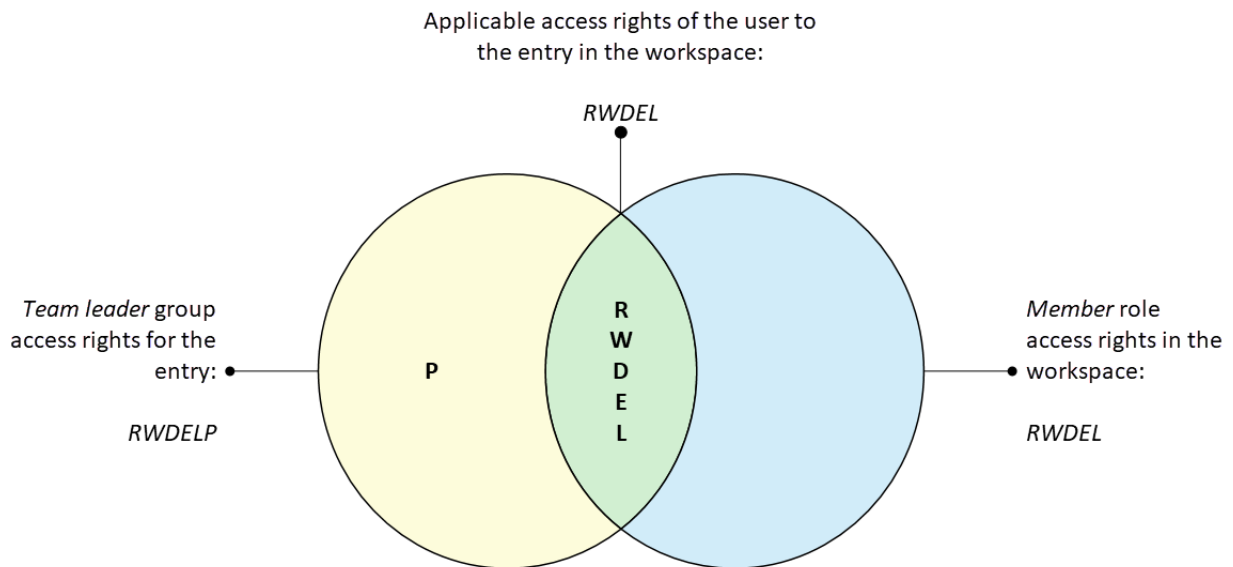 Applicable access rights of the user to
the entry in the workspace:
RWDEL
Team leader group
access rights for the
entry:
RWDELP
P
R
W
D
E
L
Member role
access rights in the
workspace:
RWDEL